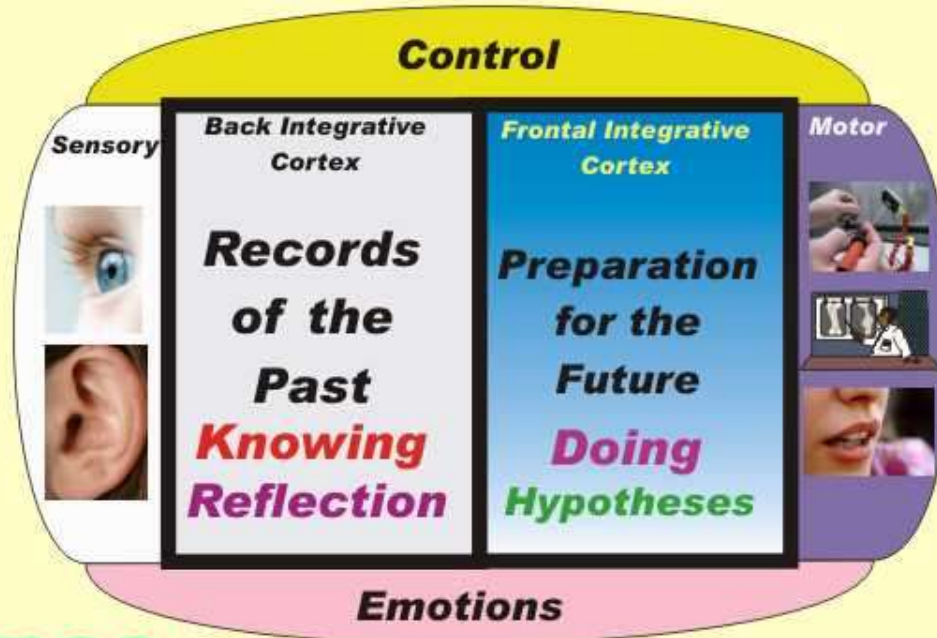 Control
Sensory
Back Integrative
Cortex
Records
of the
Past
Knowing
Reflection
Frontal Integrative
Cortex
Preparation
for the
Future
Doing
Hypotheses
Motor
Emotions